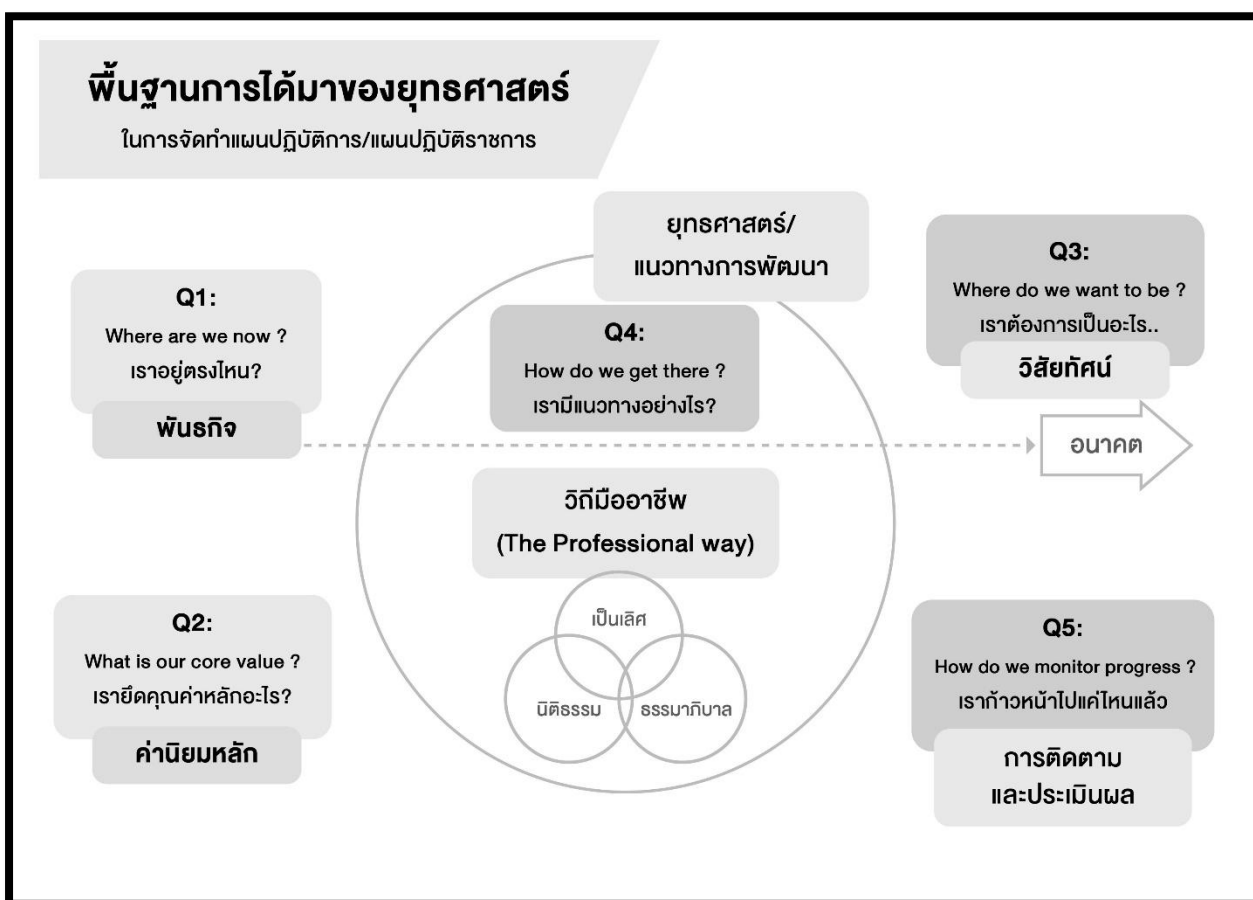 พื้นฐานการได้มาของยุทธศาสตร์
ในการจัดทำแผนปฏิบัติการ/แผนปฏิบัติราชการ
Q1:
Where are we now ?
เราอยู่ตรงไหน?
พันธกิจ
Q2:
What is our core value ?
เรายึดคุณค่าหลักอะไร?
ค่านิยมหลัก
ยุทธศาสตร์/
แนวทางการพัฒนา
Q4:
How do we get there ?
เรามีแนวทางอย่างไร?
วิถีมืออาชีพ
(The Professional way)
เป็นเลิศ
นิติธรรม
ธรรมาภิบาล
Q3:
Where do we want to be ?
เราต้องการเป็นอะไร..
วิสัยทัศน์
อนาคต
Q5:
How do we monitor progress ?
เราก้าวหน้าไปแค่ไหนแล้ว
การติดตาม
และประเมินผล